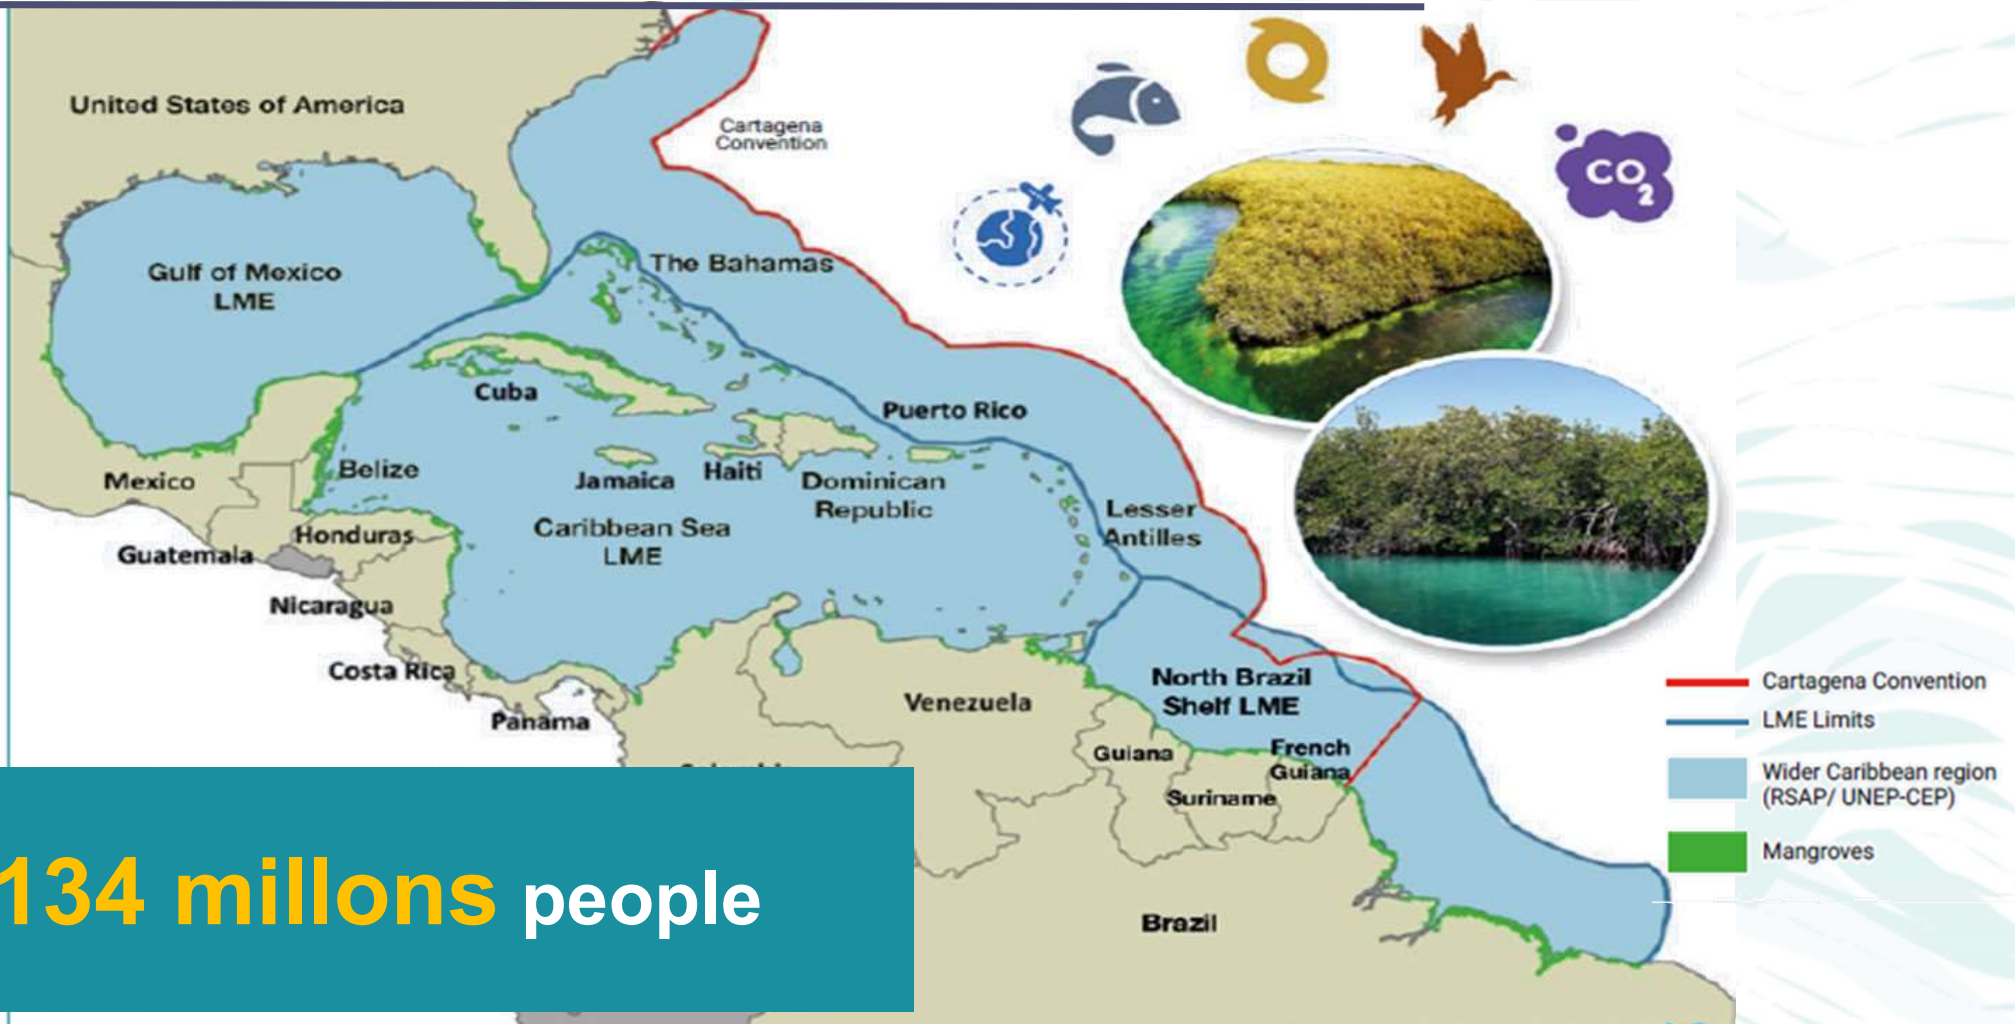 United States of America
Cartagena
Convention
CO2
Gulf of Mexico
LME
The Bahamas
Cuba
Puerto Rico
Mexico
Belize
Jamaica
Haiti
Dominican
Republic
Lesser
Antilles
Caribbean Sea
LME
Honduras
Guatemala
Nicaragua
Costa Rica
Panama
Venezuela
North Brazil
Shelf LME
Guiana
French
Guiana
Suriname
Brazil
Cartagena Convention
LME Limits
Wider Caribbean region
(RSAP/ UNEP-CEP)
Mangroves
134 millons people